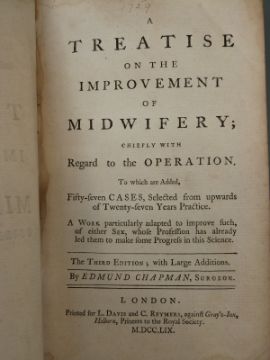 A
TREATISE
ON THE
IMPROVEMENT
OF
MIDWIFERY;
CHIEFLY WITH
Regard to the OPERATION.
To which are Added,
Fifty-seven CASES, Selected from upwards
of Twenty-seven Years Practice.
A WORK particularly adapted to improve such,
of either SEX, whose Profession has already
led them to make some Progress in this Science.
The THIRD EDITION; with Large Additions.
By EDMUND CHAPMAN, SURGEON.
LONDON.
Printed for L. DAVIS and C. REYMERS, against Gray's-Inn,
Holborn, Printers to the Royal Society.
M.DCC.LIX.